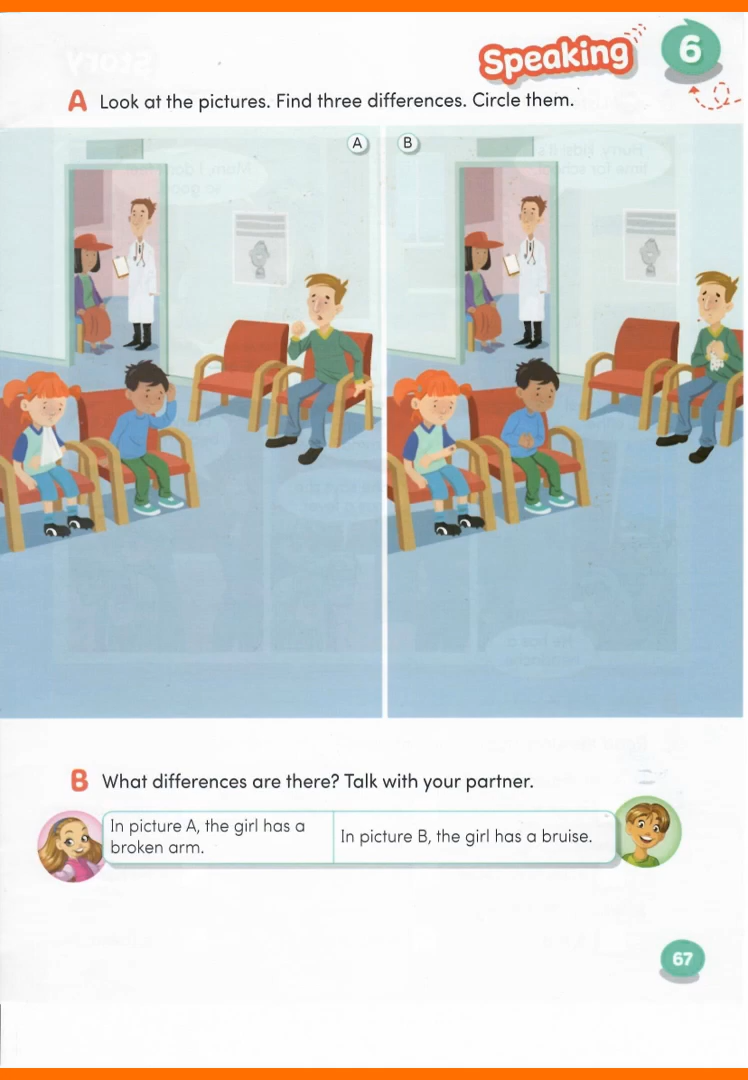 Speaking
6
A Look at the pictures. Find three differences. Circle them.
A
B
B What differences are there? Talk with your partner.
In picture A, the girl has a
broken arm.
In picture B, the girl has a bruise.
67